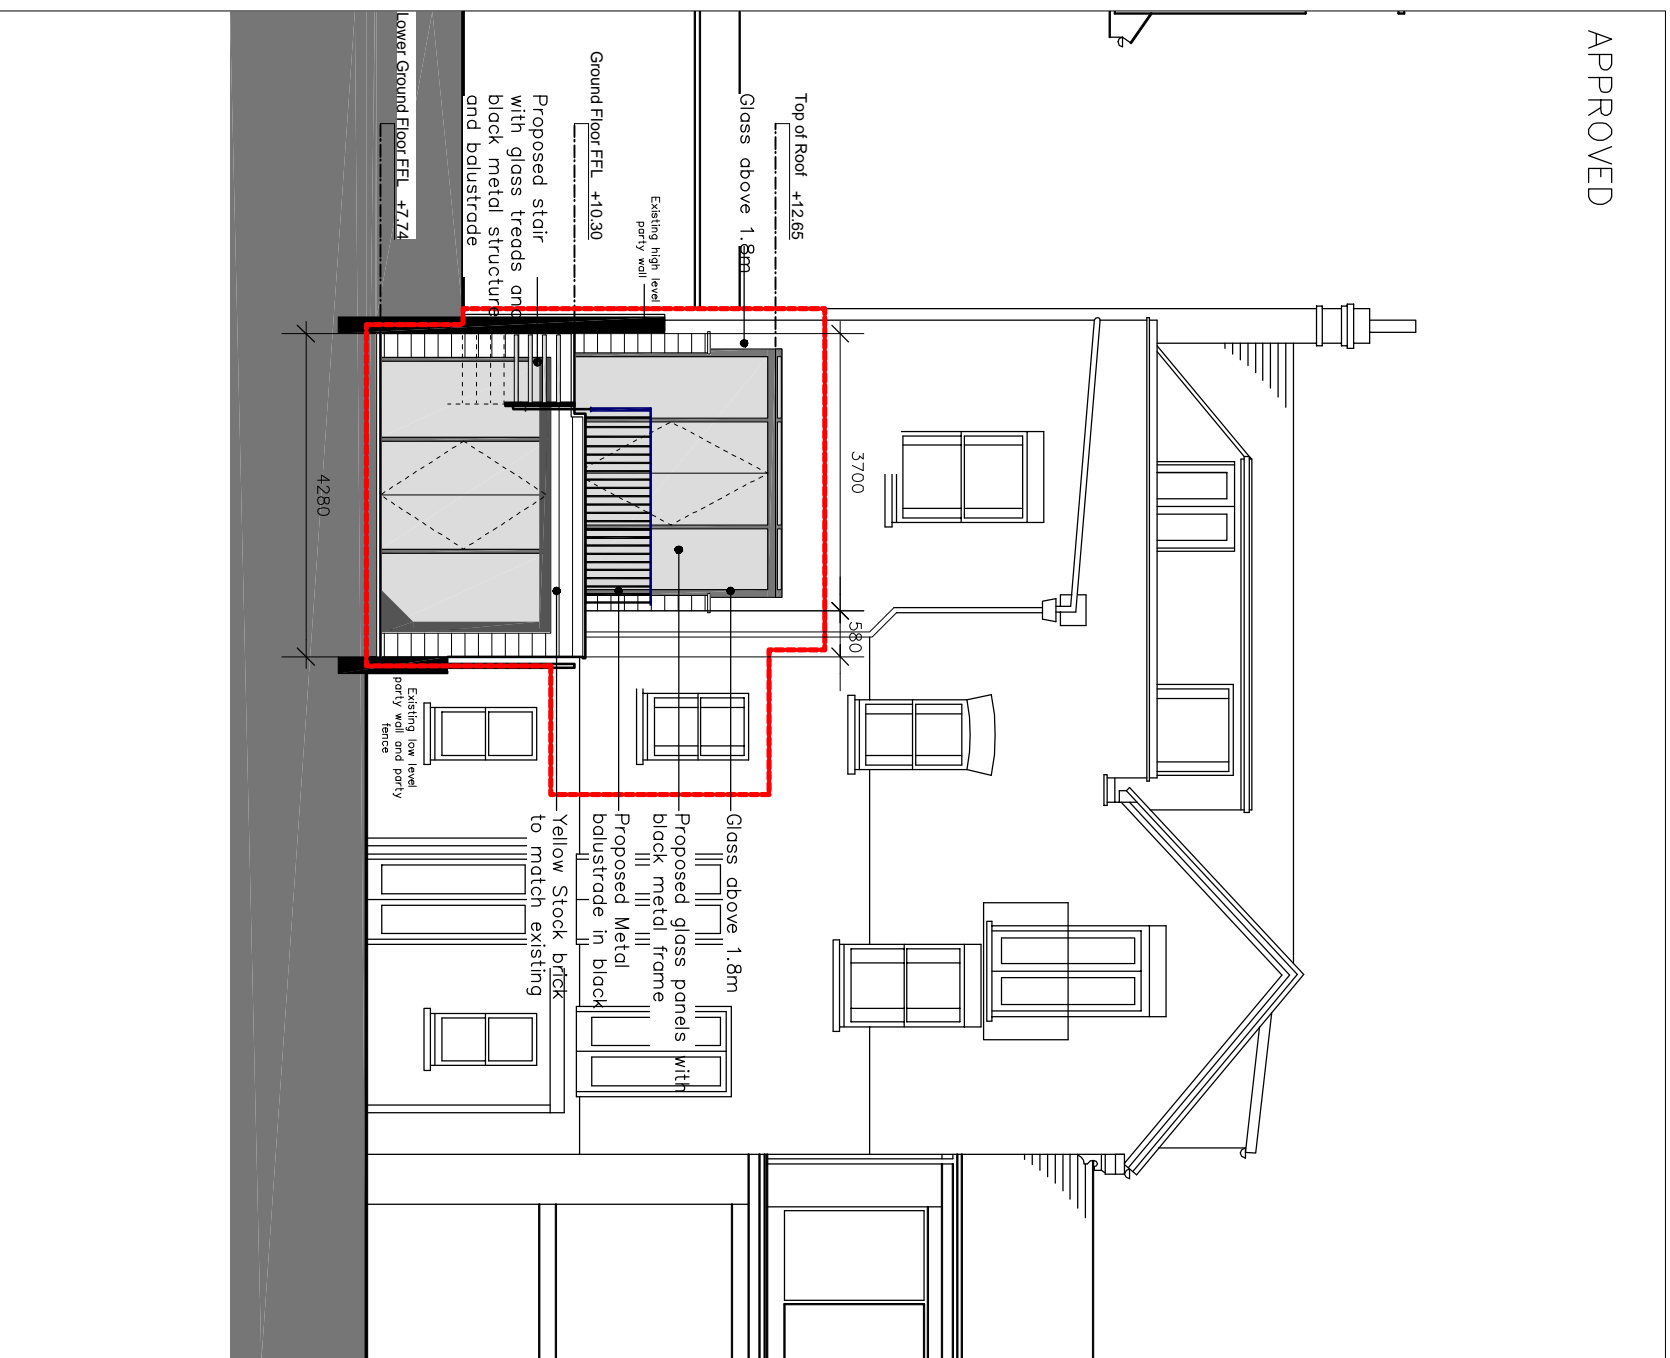 APPROVED
Top of Roof +12.65
Glass above 1.8m
Existing high level
party wall
Ground Floor FFL +10.30
Proposed stair
with glass treads and
black metal structure
and balustrade
Lower Ground Floor FFL +7.74
3700
580
4280
Existing low level
party wall and party
fence
Glass above 1.8m
Proposed glass panels with
black metal frame
Proposed Metal
balustrade in black
Yellow Stock brick
to match existing